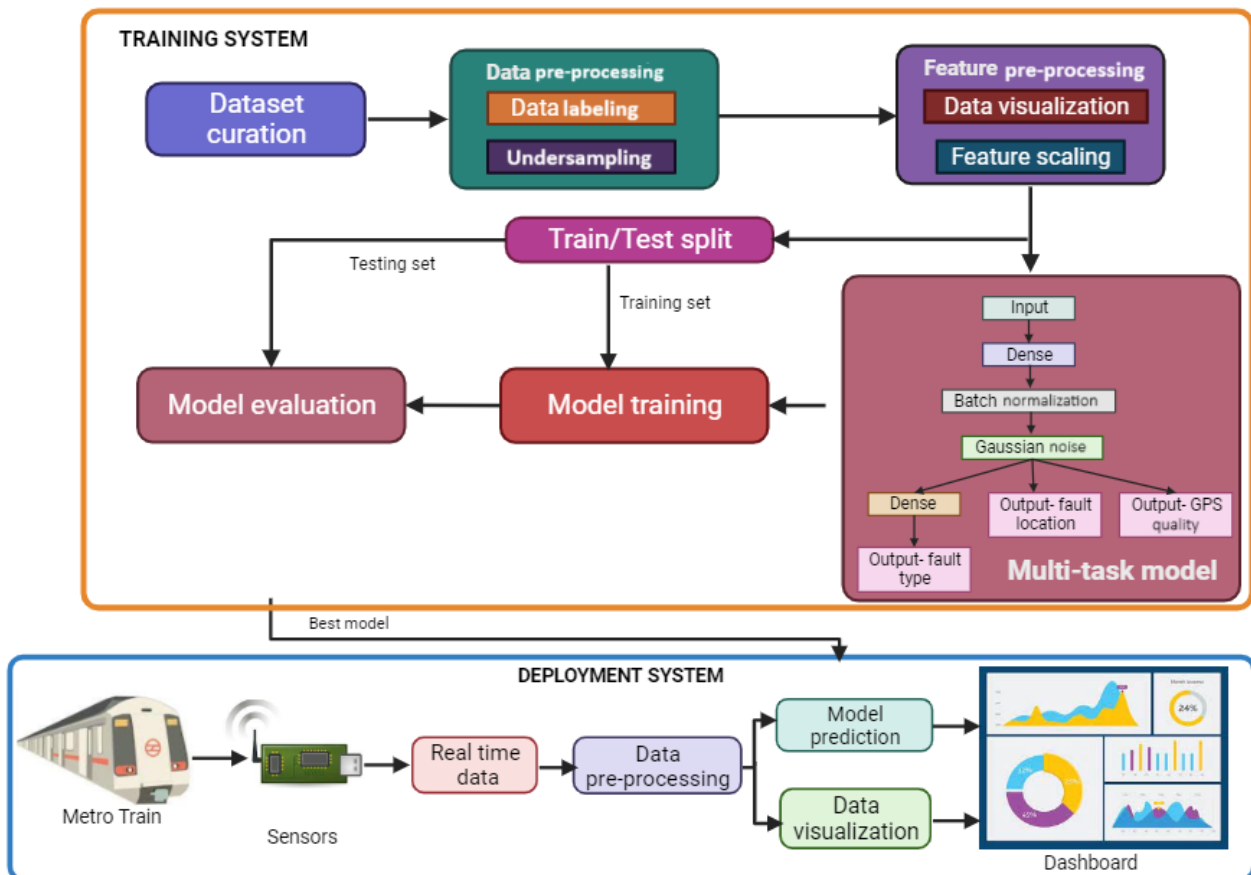 TRAINING SYSTEM
Dataset
curation
Data pre-processing
Data labeling
Undersampling
Feature pre-processing
Data visualization
Feature scaling
Train/Test split
Testing set
Training set
Model evaluation
Model training
Input
Dense
Batch normalization
Gaussian noise
Dense
Output- fault
location
Output- GPS
quality
Output- fault
type
Multi-task model
Best model
DEPLOYMENT SYSTEM
Metro Train
Sensors
Real time
data
Data
pre-processing
Model
prediction
Data
visualization
24%
Dashboard